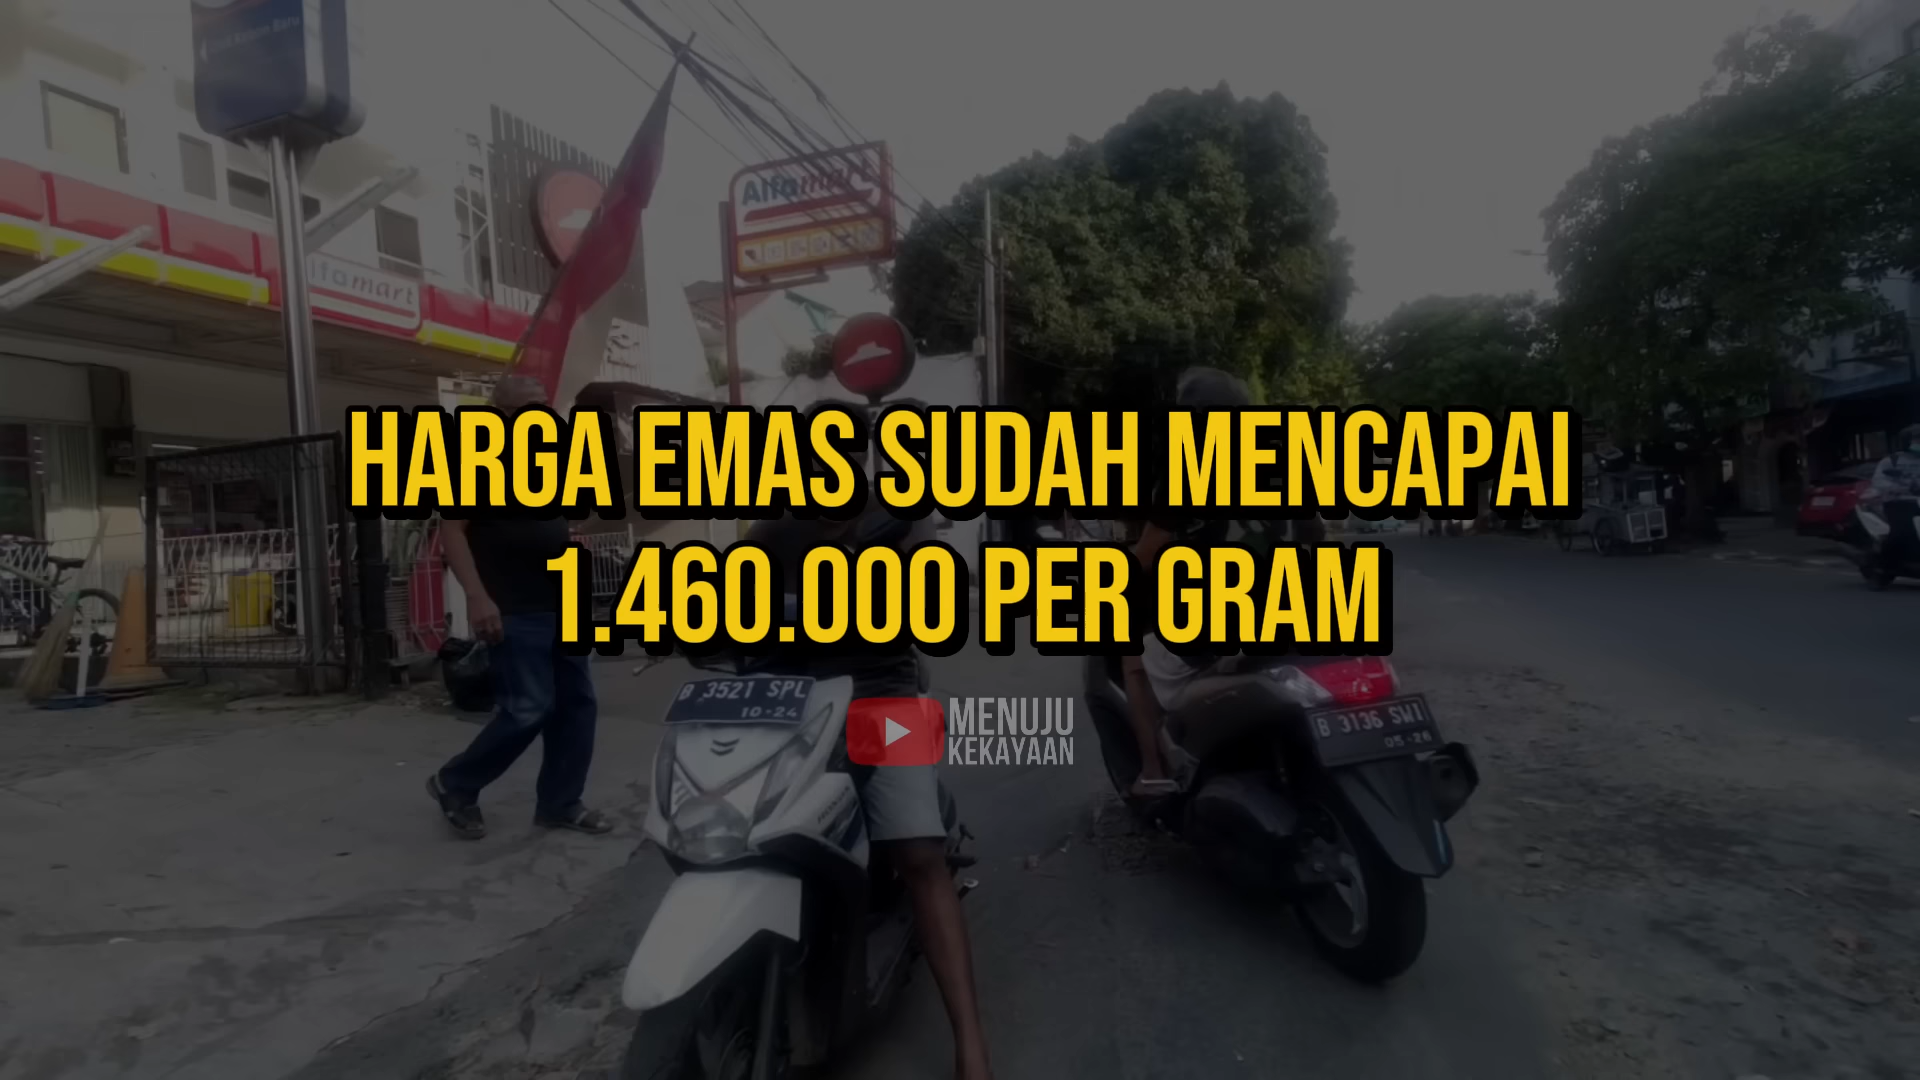 Alfamart
lfamart
HARGA EMAS SUDAH MENCAPAI
1.460.000 PER GRAM
B 3521 SPL
10-24
MENUJU
KEKAYAAN
B 3136 SWI
05-26